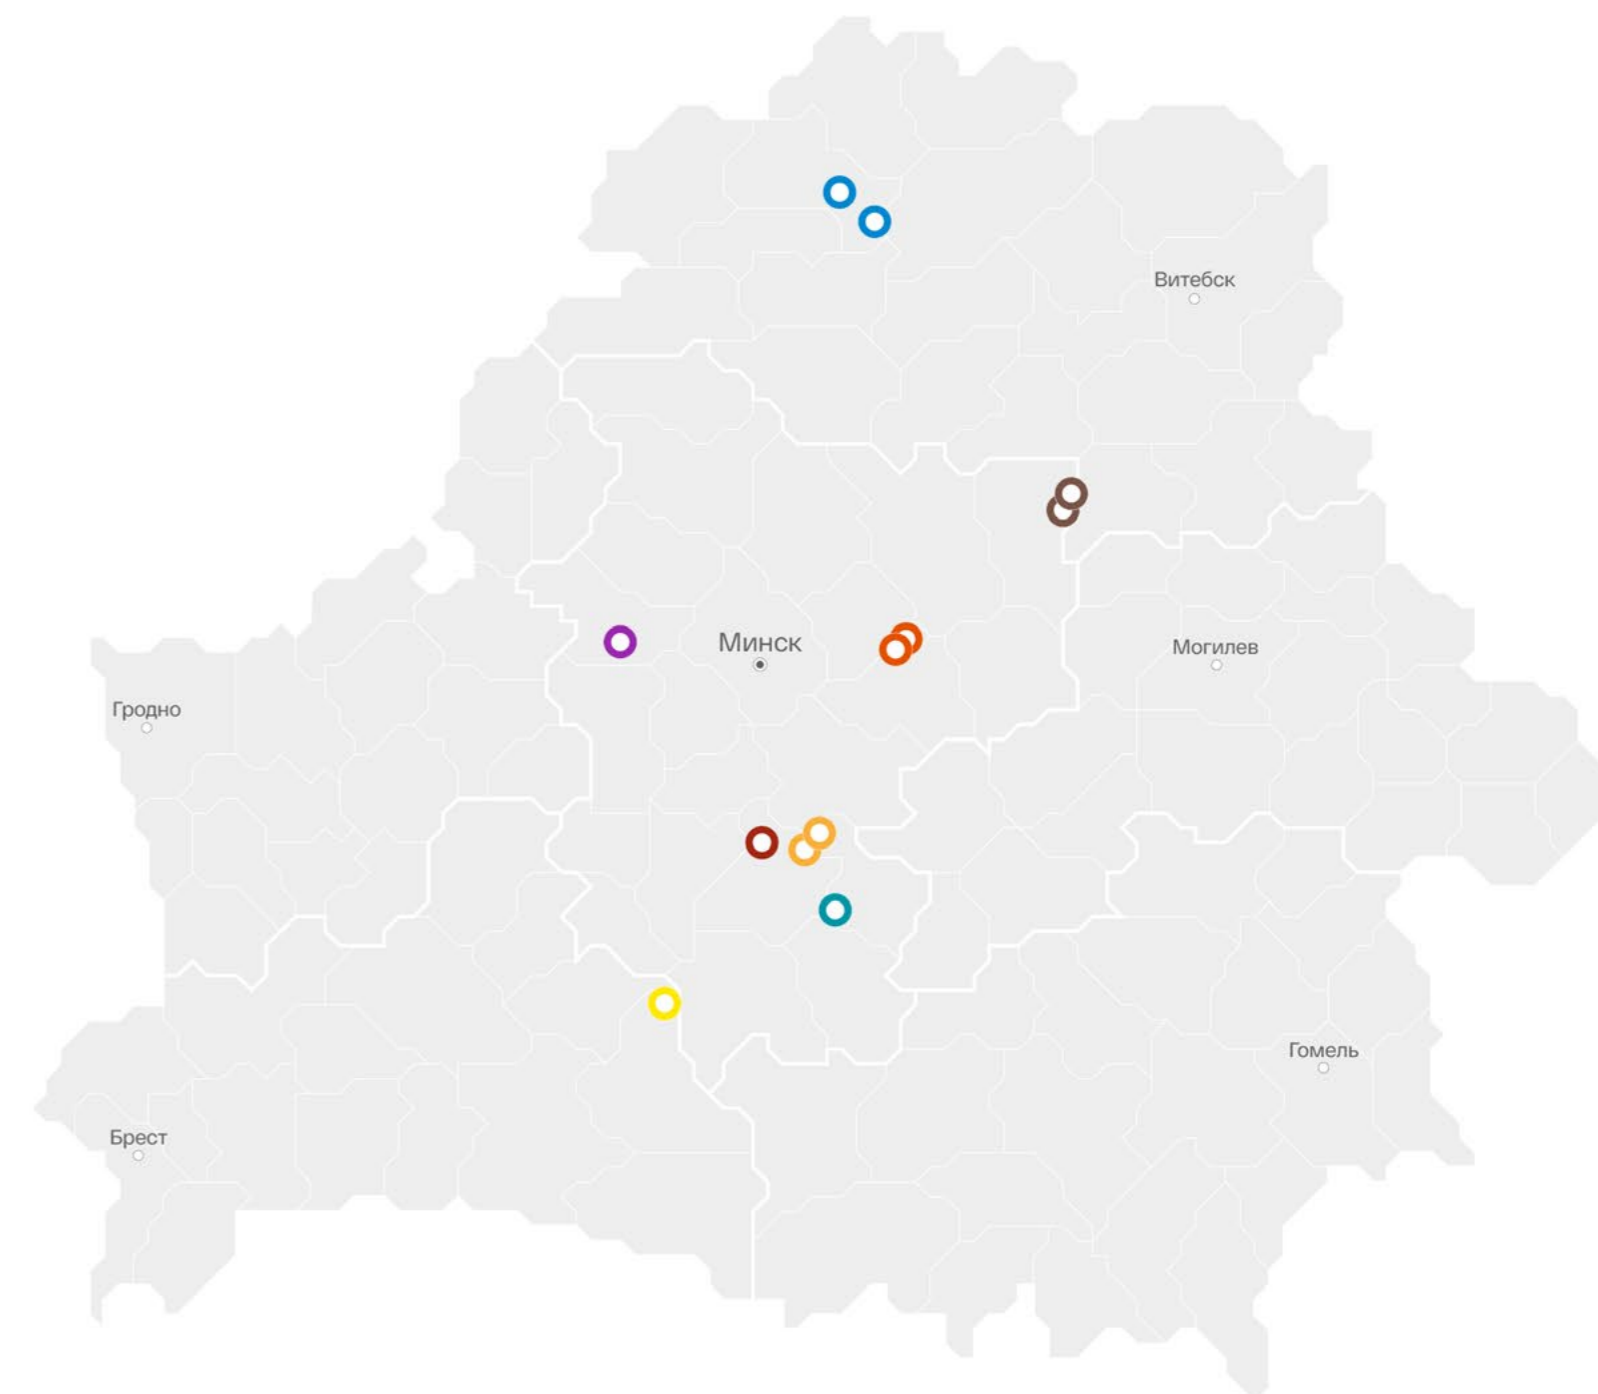 Витебск
Минск
Могилев
Гродно
Гомель
Брест